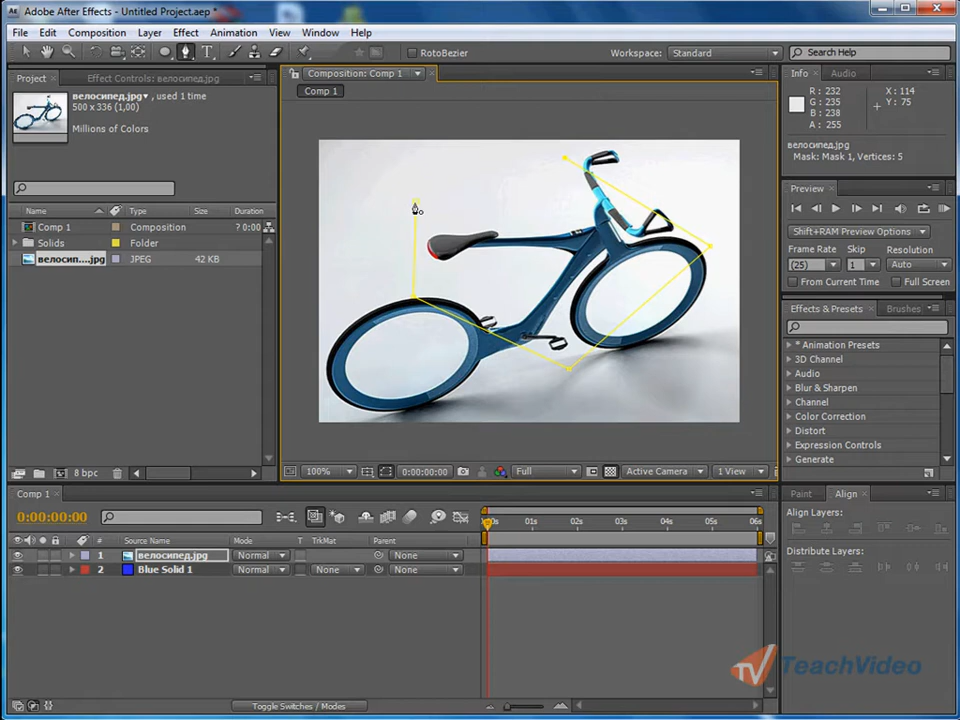 Adobe After Effects - Untitled Project.aep *
File Edit Composition Layer Effect Animation View Window Help
RotoBezier
Workspace: Standard
Search Help
Project
Effect Controls: велосипед.jpg
Composition: Comp 1
Info
Audio
велосипед.jpg , used 1 time
500 x 336 (1,00)
Millions of Colors
Comp 1
R : 232
G : 235
B : 238
A : 255
X : 114
Y : 75
велосипед.jpg
Mask: Mask 1, Vertices: 5
Preview
Name Type Size Duration
Comp 1 Composition ? 0:00
Solids Folder
велосип....jpg JPEG 42 KB
Shift+RAM Preview Options
Frame Rate Skip Resolution
(25) 1 Auto
From Current Time Full Screen
Effects & Presets
Brushes
* Animation Presets
3D Channel
Audio
Blur & Sharpen
Channel
Color Correction
Distort
Expression Controls
Generate
8 bpc
100%
0:00:00:00
Full
Active Camera
1 View
Comp 1
Paint
Align
0:00:00:00
01s 02s 03s 04s 05s 06s
Align Layers:
Source Name Mode T TrkMat Parent
1 велосипед.jpg Normal None
2 Blue Solid 1 Normal None None
Distribute Layers:
TeachVideo
Toggle Switches / Modes